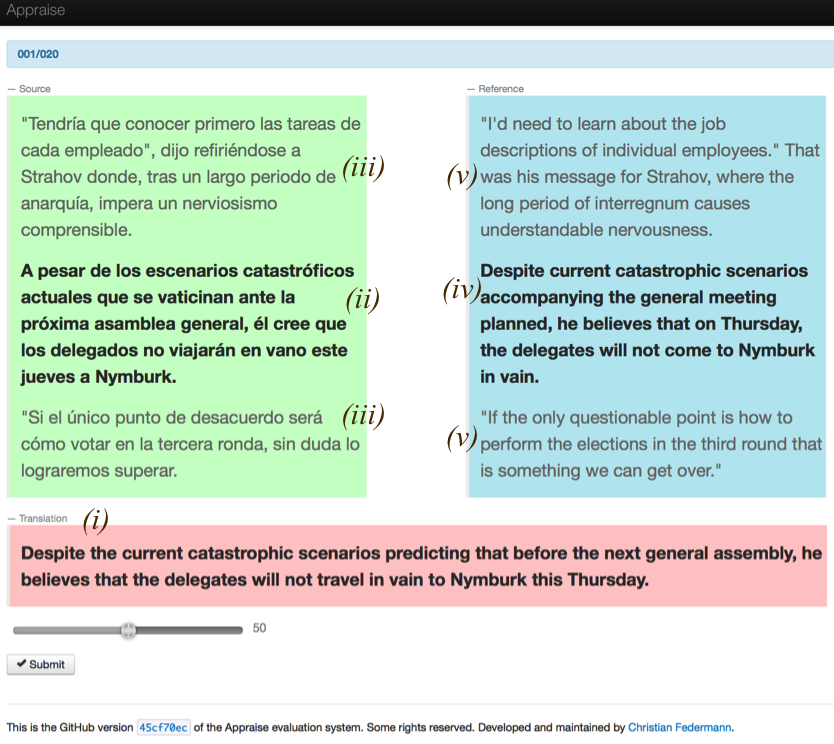 Appraise
001/020
— Source
"Tendría que conocer primero las tareas de
cada empleado", dijo refiriéndose a
Strahov donde, tras un largo periodo de
anarquía, impera un nerviosismo
comprensible.
(iii)
A pesar de los escenarios catastróficos
actuales que se vaticinan ante la
próxima asamblea general, él cree que
los delegados no viajarán en vano este
jueves a Nymburk.
(ii)
"Si el único punto de desacuerdo será
cómo votar en la tercera ronda, sin duda lo
lograremos superar.
(iii)
— Reference
"I'd need to learn about the job
descriptions of individual employees." That
was his message for Strahov, where the
long period of interregnum causes
understandable nervousness.
(v)
Despite current catastrophic scenarios
accompanying the general meeting
planned, he believes that on Thursday,
the delegates will not come to Nymburk
in vain.
(iv)
"If the only questionable point is how to
perform the elections in the third round that
is something we can get over."
(v)
— Translation
(i)
Despite the current catastrophic scenarios predicting that before the next general assembly, he
believes that the delegates will not travel in vain to Nymburk this Thursday.
50
✔ Submit
This is the GitHub version 45cf70ec of the Appraise evaluation system. Some rights reserved. Developed and maintained by Christian Federmann.